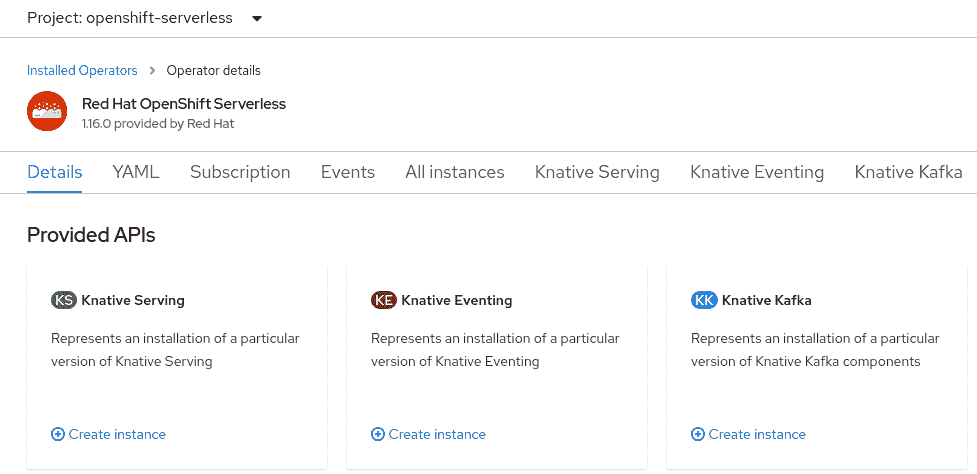 Project: openshift-serverless
Installed Operators > Operator details
Red Hat OpenShift Serverless
1.16.0 provided by Red Hat
Details YAML Subscription Events All instances Knative Serving Knative Eventing Knative Kafka
Provided APIs
KS Knative Serving
Represents an installation of a particular
version of Knative Serving
Create instance
KE Knative Eventing
Represents an installation of a particular
version of Knative Eventing
Create instance
KK Knative Kafka
Represents an installation of a particular
version of Knative Kafka components
Create instance